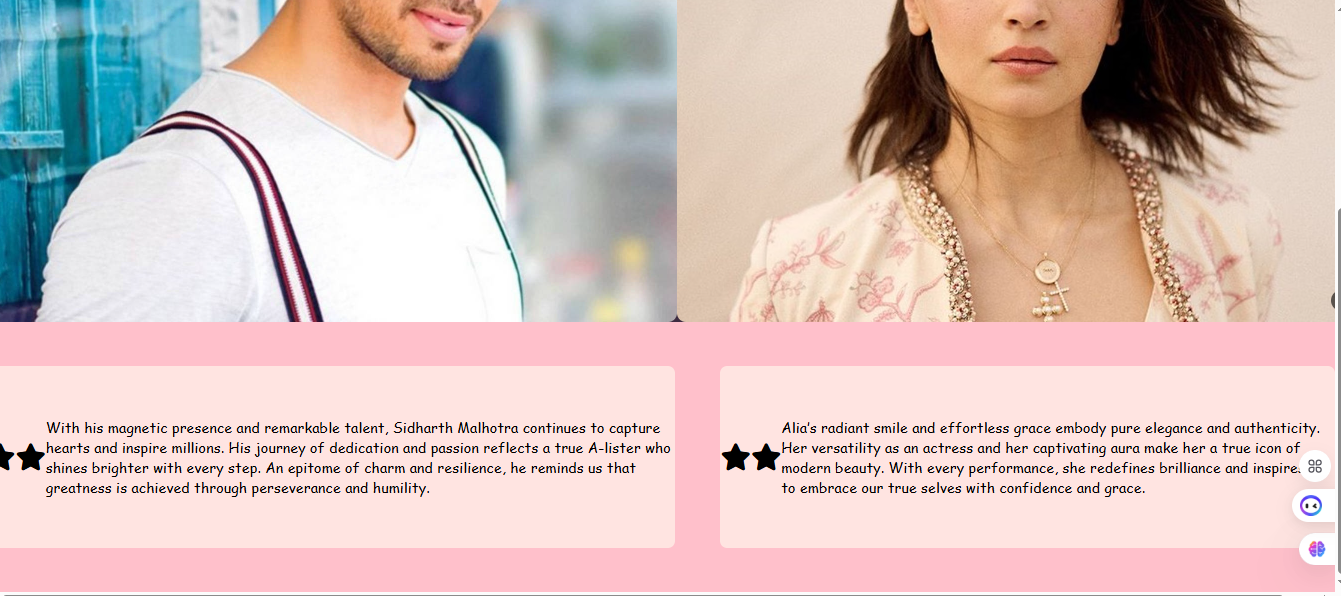 With his magnetic presence and remarkable talent, Sidharth Malhotra continues to capture
hearts and inspire millions. His journey of dedication and passion reflects a true A-lister who
shines brighter with every step. An epitome of charm and resilience, he reminds us that
greatness is achieved through perseverance and humility.
Alia's radiant smile and effortless grace embody pure elegance and authenticity.
Her versatility as an actress and her captivating aura make her a true icon of
modern beauty. With every performance, she redefines brilliance and inspires
to embrace our true selves with confidence and grace.